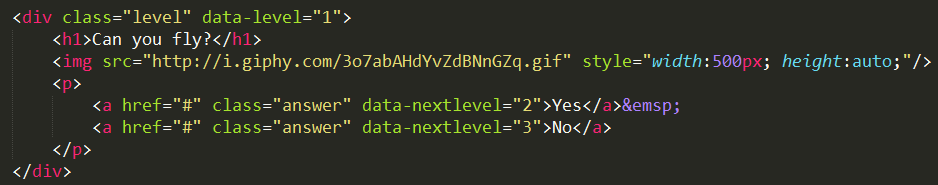 <div class="level" data-level="1">
    <h1>Can you fly?</h1>
    <img src="http://i.giphy.com/3o7abAHdYvZdBNnGZq.gif" style="width:500px; height:auto;"/>
    <p>
        <a href="#" class="answer" data-nextlevel="2">Yes</a>&emsp;
        <a href="#" class="answer" data-nextlevel="3">No</a>
    </p>
</div>